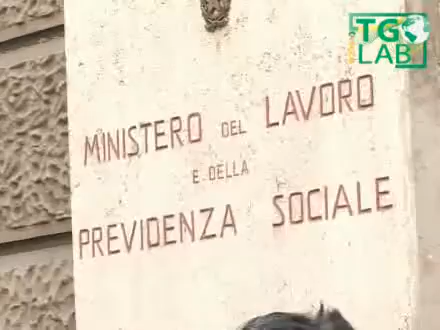 TG
LAB
MINISTERO DEL LAVORO
E DELLA
PREVIDENZA SOCIALE